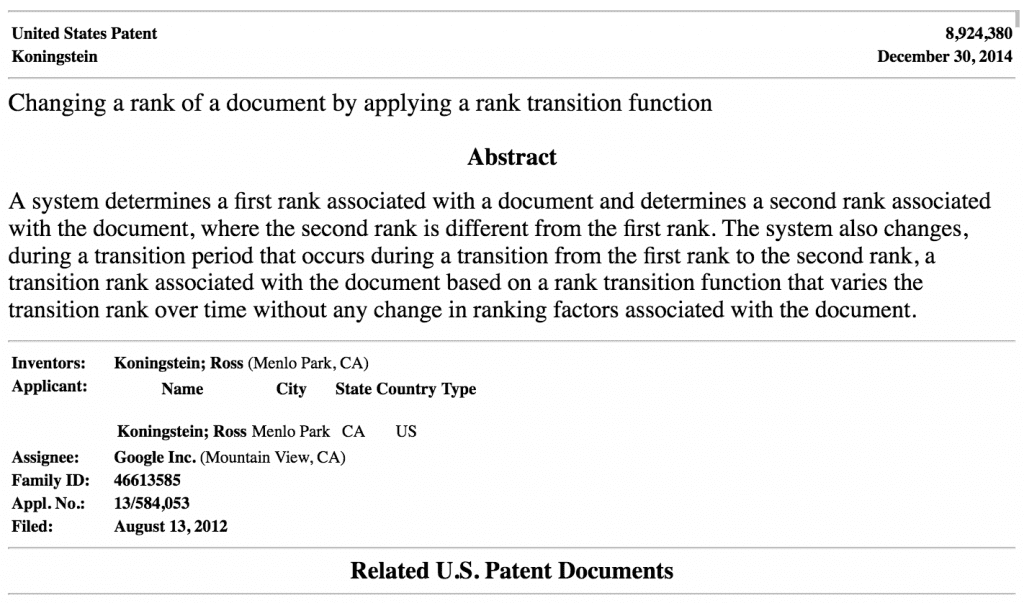 United States Patent 8,924,380
Koningstein December 30, 2014
Changing a rank of a document by applying a rank transition function
Abstract
A system determines a first rank associated with a document and determines a second rank associated
with the document, where the second rank is different from the first rank. The system also changes,
during a transition period that occurs during a transition from the first rank to the second rank, a
transition rank associated with the document based on a rank transition function that varies the
transition rank over time without any change in ranking factors associated with the document.
Inventors: Koningstein; Ross (Menlo Park, CA)
Applicant: Name City State Country Type
Koningstein; Ross Menlo Park CA US
Assignee: Google Inc. (Mountain View, CA)
Family ID: 46613585
Appl. No.: 13/584,053
Filed: August 13, 2012
Related U.S. Patent Documents